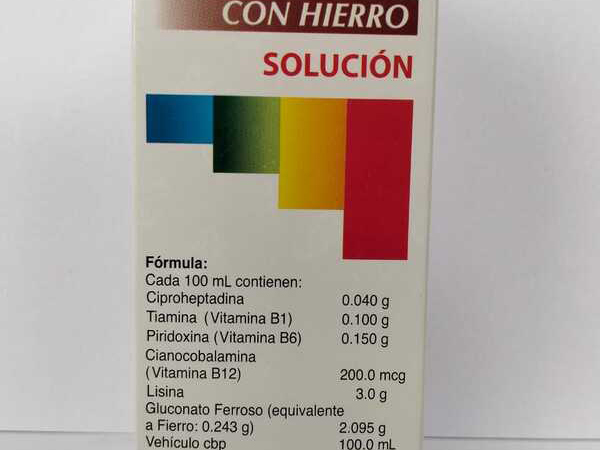 CON HIERRO
SOLUCIÓN
Fórmula:
Cada 100 mL contienen:
Ciproheptadina 0.040 g
Tiamina (Vitamina B1) 0.100 g
Piridoxina (Vitamina B6) 0.150 g
Cianocobalamina
(Vitamina B12) 200.0 mcg
Lisina 3.0 g
Gluconato Ferroso (equivalente
a Fierro: 0.243 g) 2.095 g
Vehículo cbp 100.0 mL